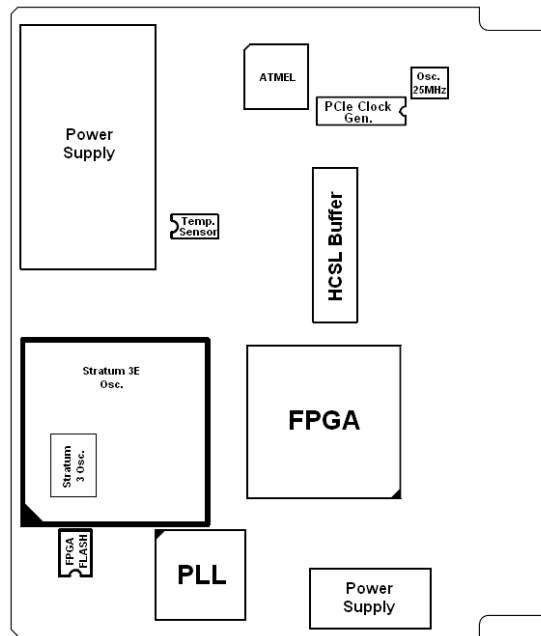 ATMEL
Osc.
25MHz
PCIe Clock
Gen.
Power
Supply
HCSL Buffer
Temp.
Sensor
Stratum 3E
Osc.
FPGA
Stratum
3 Osc.
FPGA
FLASH
PLL
Power
Supply